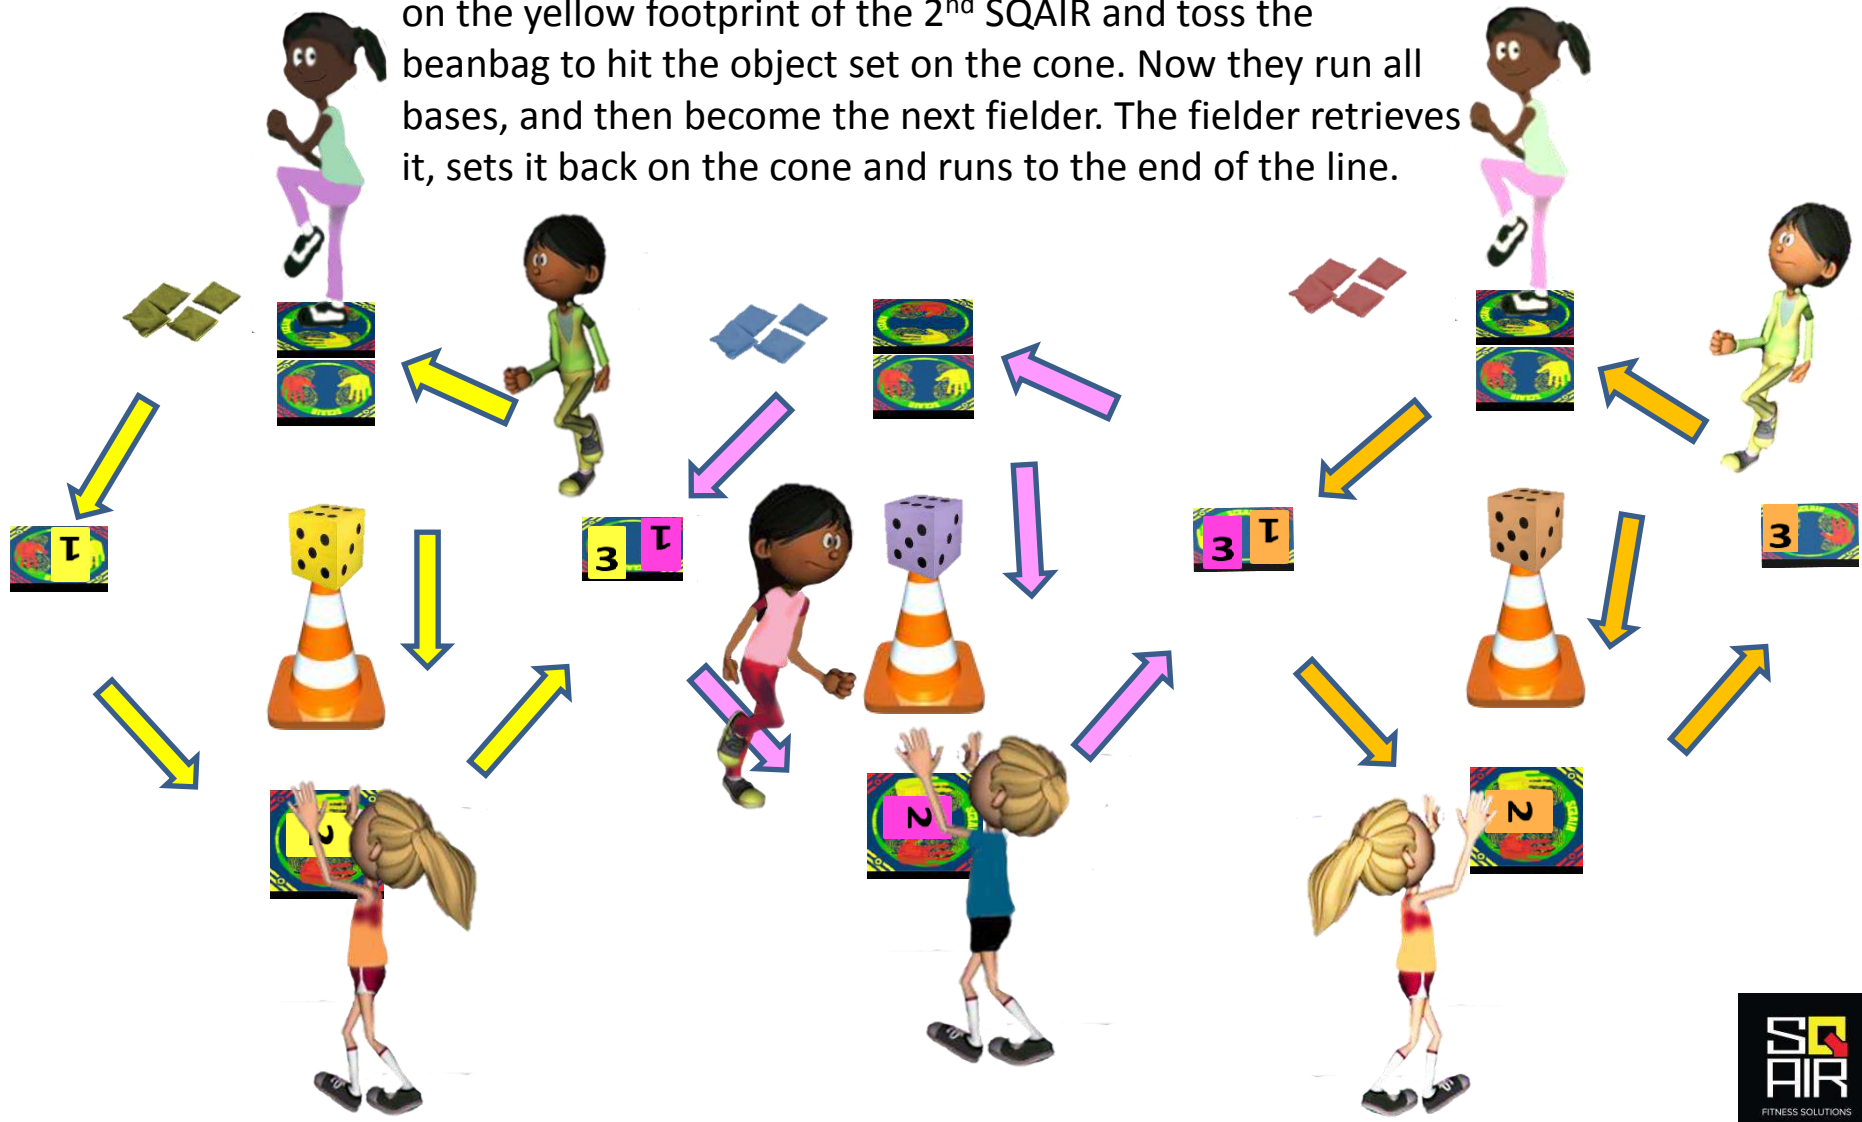 on the yellow footprint of the 2nd SQAIR and toss the
beanbag to hit the object set on the cone. Now they run all
bases, and then become the next fielder. The fielder retrieves
it, sets it back on the cone and runs to the end of the line.
1
3
1
3
1
3
2
2
2
SQAIR
SQ
AIR
FITNESS SOLUTIONS